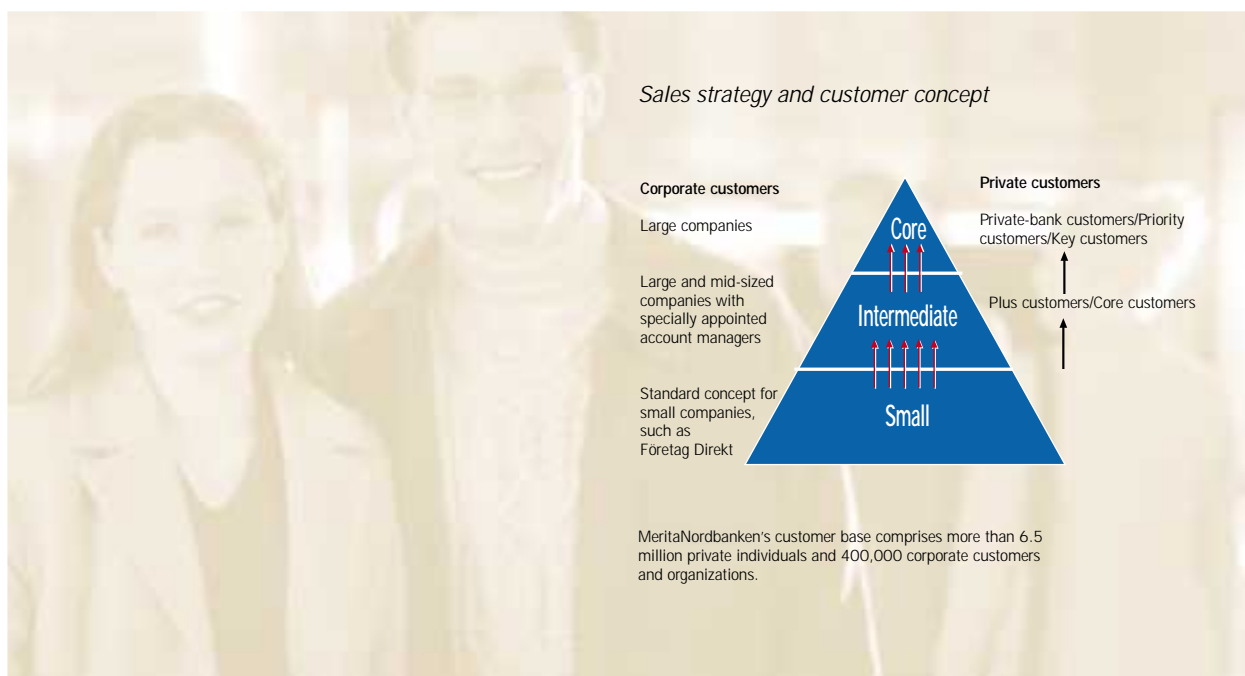 Sales strategy and customer concept
Corporate customers
Large companies
Large and mid-sized
companies with
specially appointed
account managers
Standard concept for
small companies,
such as
Företag Direkt
Core
Intermediate
Small
Private customers
Private-bank customers/Priority
customers/Key customers
Plus customers/Core customers
MeritaNordbanken's customer base comprises more than 6.5
million private individuals and 400,000 corporate customers
and organizations.